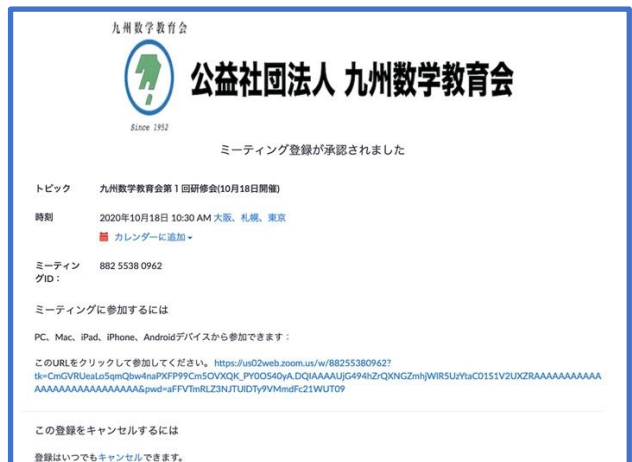 九州数学教育会
公益社団法人 九州数学教育会
Since 1952
ミーティング登録が承認されました
トピック 九州数学教育会第1回研修会(10月18日開催)
時刻 2020年10月18日 10:30 AM 大阪、札幌、東京
カレンダーに追加
ミーティングID： 882 5538 0962
ミーティングに参加するには
PC、Mac、iPad、iPhone、Androidデバイスから参加できます：
このURLをクリックして参加してください。https://us02web.zoom.us/w/88255380962?
tk=CmGVRUeaLo5qmQbw4naPXFP99Cm5OVXQK_PY0OS40yA.DQIAAAAUjG494hZrQXNGZmhjWlR5UzYtaC01S1V2UXZRAAAAAAAAAAA
AAAAAAAAAAAAAAAAA&pwd=aFFVTmRLZ3NJTUlDTy9VMmdFc21WUT09
この登録をキャンセルするには
登録はいつでもキャンセルできます。